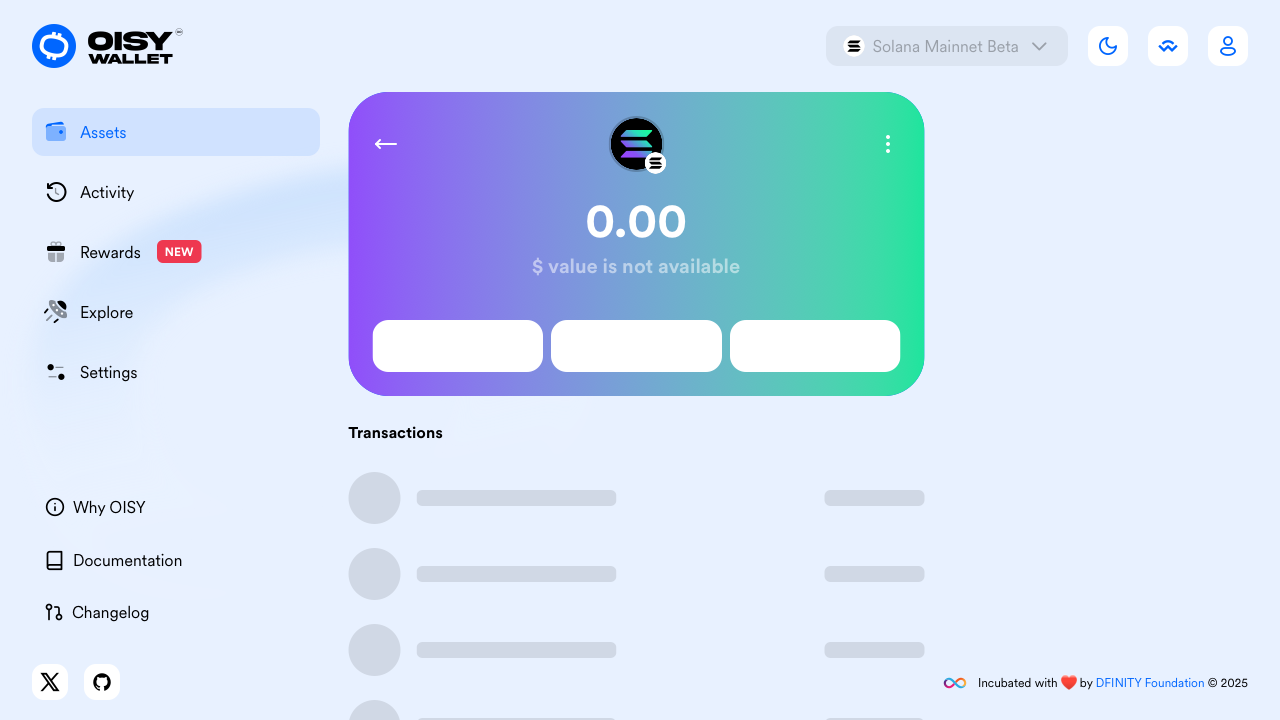 OISY
WALLET
Solana Mainnet Beta
Assets
Activity
Rewards NEW
Explore
Settings
Why OISY
Documentation
Changelog
0.00
$ value is not available
Transactions
Incubated with ❤️ by DFINITY Foundation © 2025